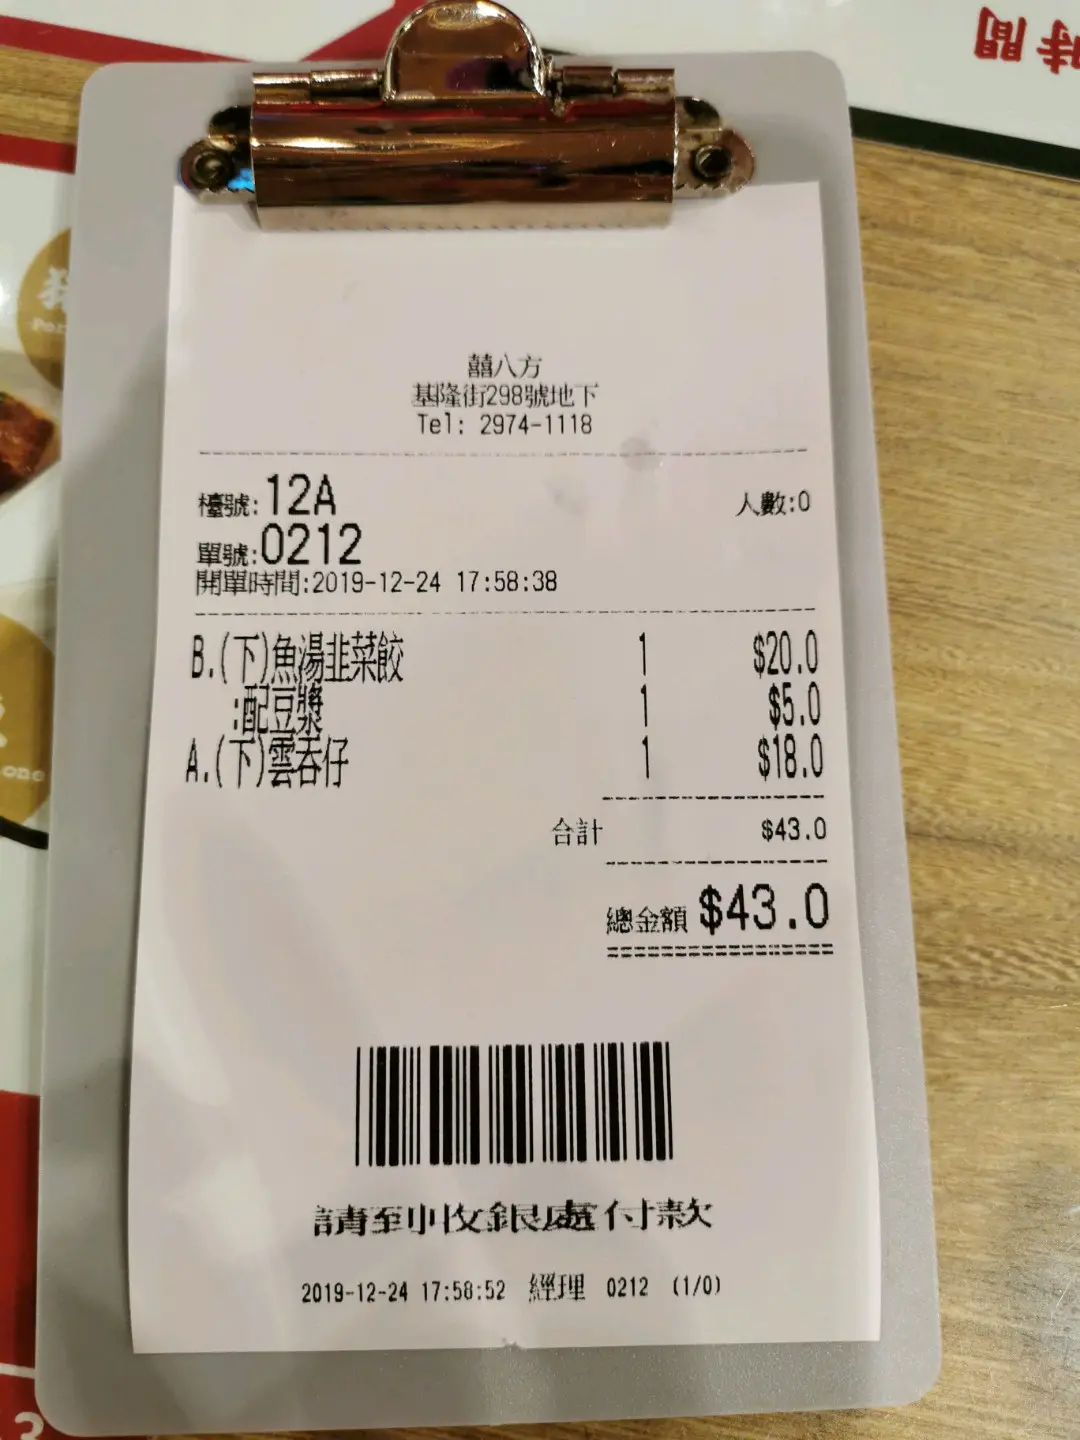 時間
囍八方
基隆街298號地下
Tel: 2974-1118
檯號:12A 人數:0
單號:0212
開單時間:2019-12-24 17:58:38
B.(下)魚湯韭菜餃 1 $20.0
:配豆漿 1 $5.0
A.(下)雲吞仔 1 $18.0
合計 $43.0
總金額 $43.0
請到收銀處付款
2019-12-24 17:58:52 經理 0212 (1/0)